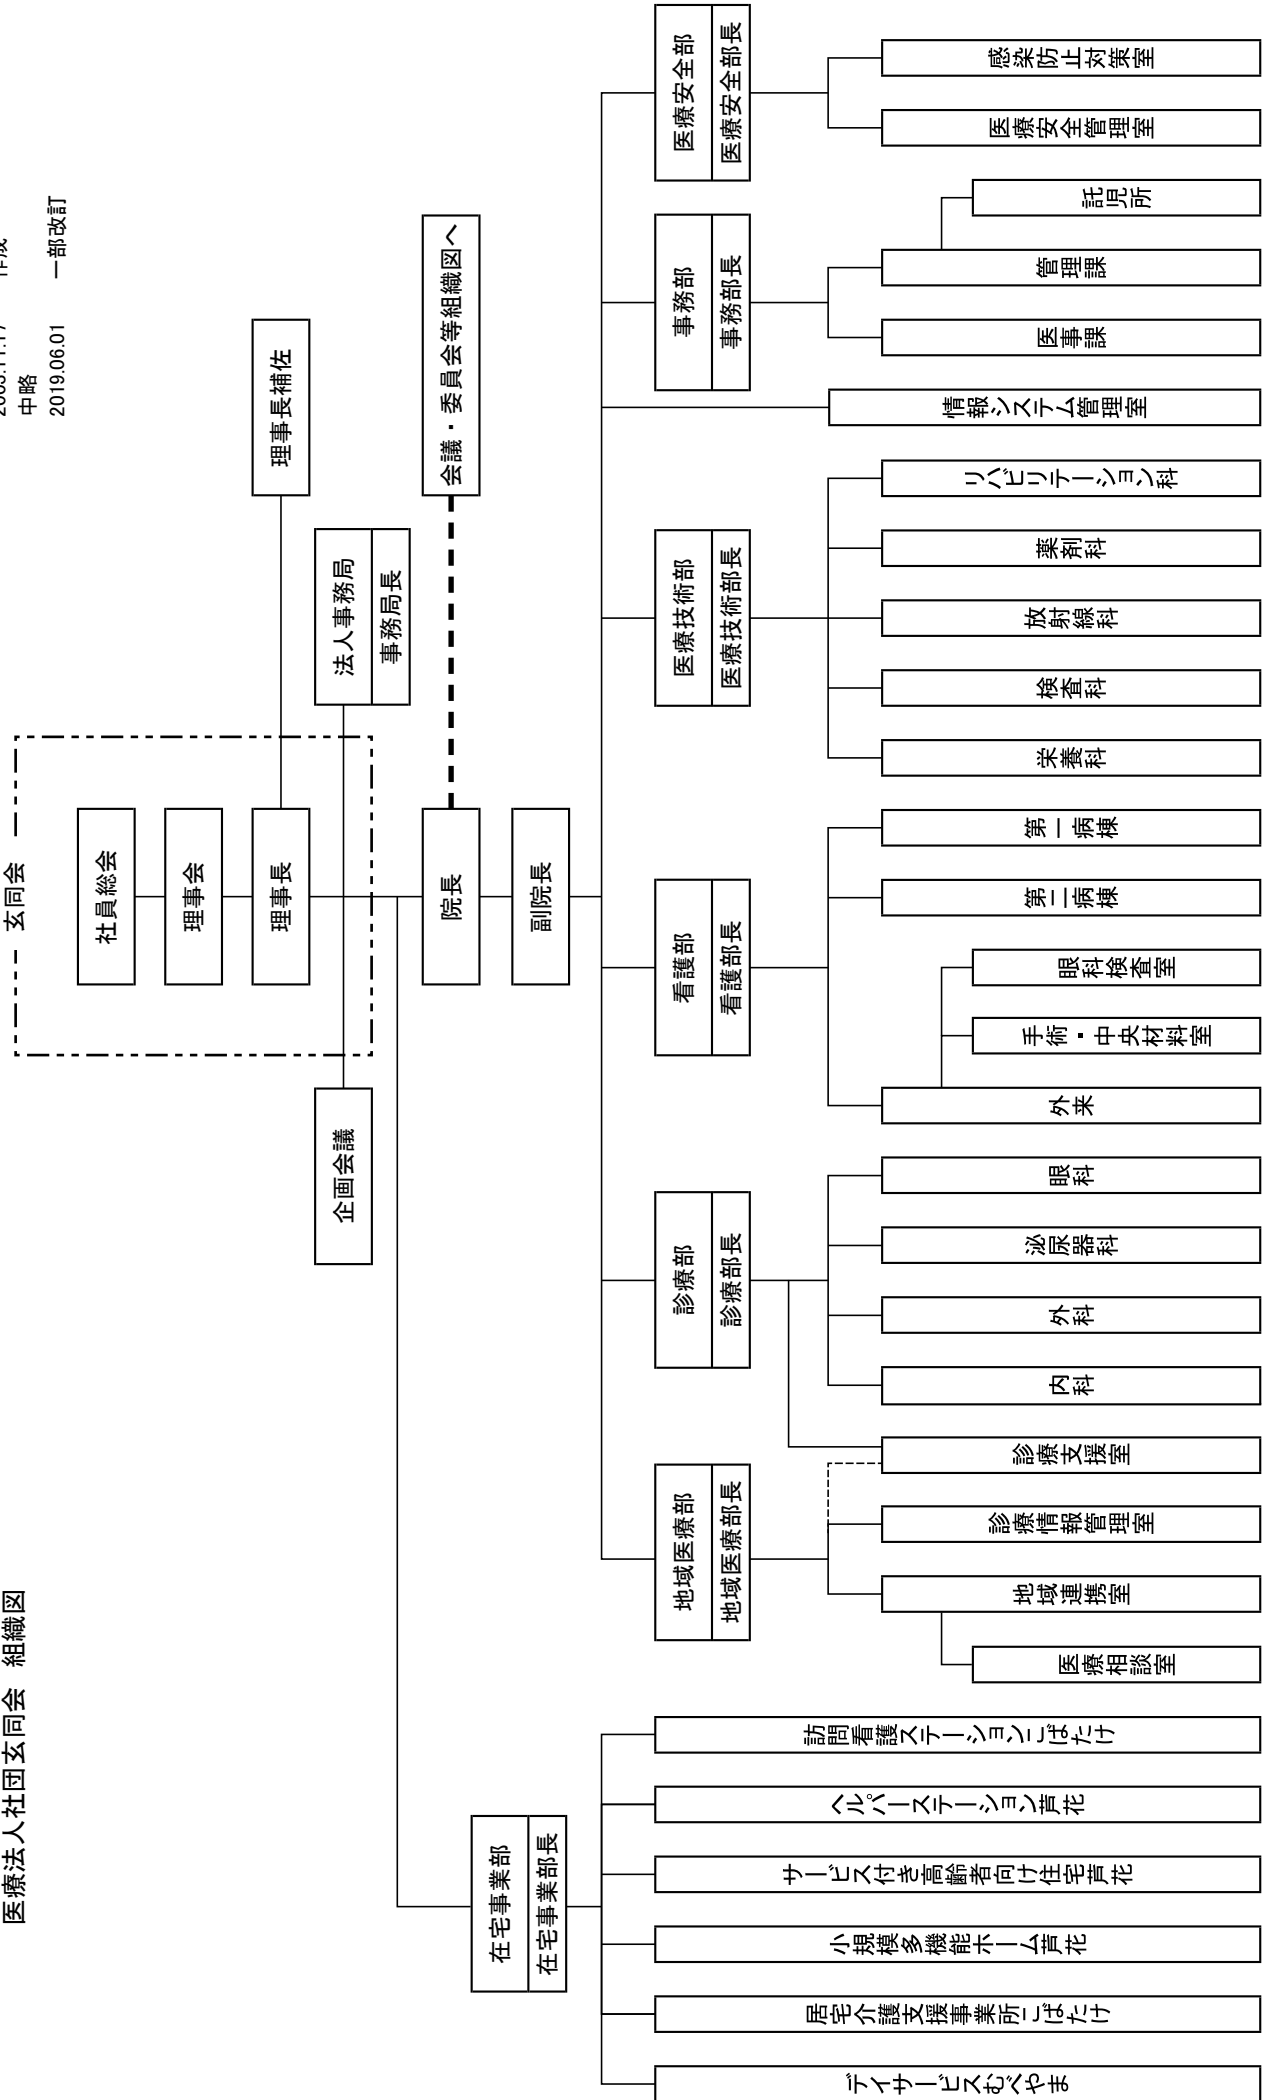 医療法人社団玄同会 組織図
作成
中略
2019.06.01 一部改訂
玄同会
社員総会
理事会
理事長
理事長補佐
企画会議
法人事務局
事務局長
院長
会議・委員会等組織図へ
副院長
在宅事業部
在宅事業部長
地域医療部
地域医療部長
診療部
診療部長
看護部
看護部長
医療技術部
医療技術部長
事務部
事務部長
医療安全部
医療安全部長
デイサービスむべやま
居宅介護支援事業所こばたけ
小規模多機能ホーム芦花
サービス付き高齢者向け住宅芦花
ヘルパーステーション芦花
訪問看護ステーションこばたけ
医療相談室
地域連携室
診療情報管理室
診療支援室
内科
外科
泌尿器科
眼科
外来
手術・中央材料室
眼科検査室
第二病棟
第一病棟
栄養科
検査科
放射線科
薬剤科
リハビリテーション科
情報システム管理室
医事課
管理課
託児所
医療安全管理室
感染防止対策室